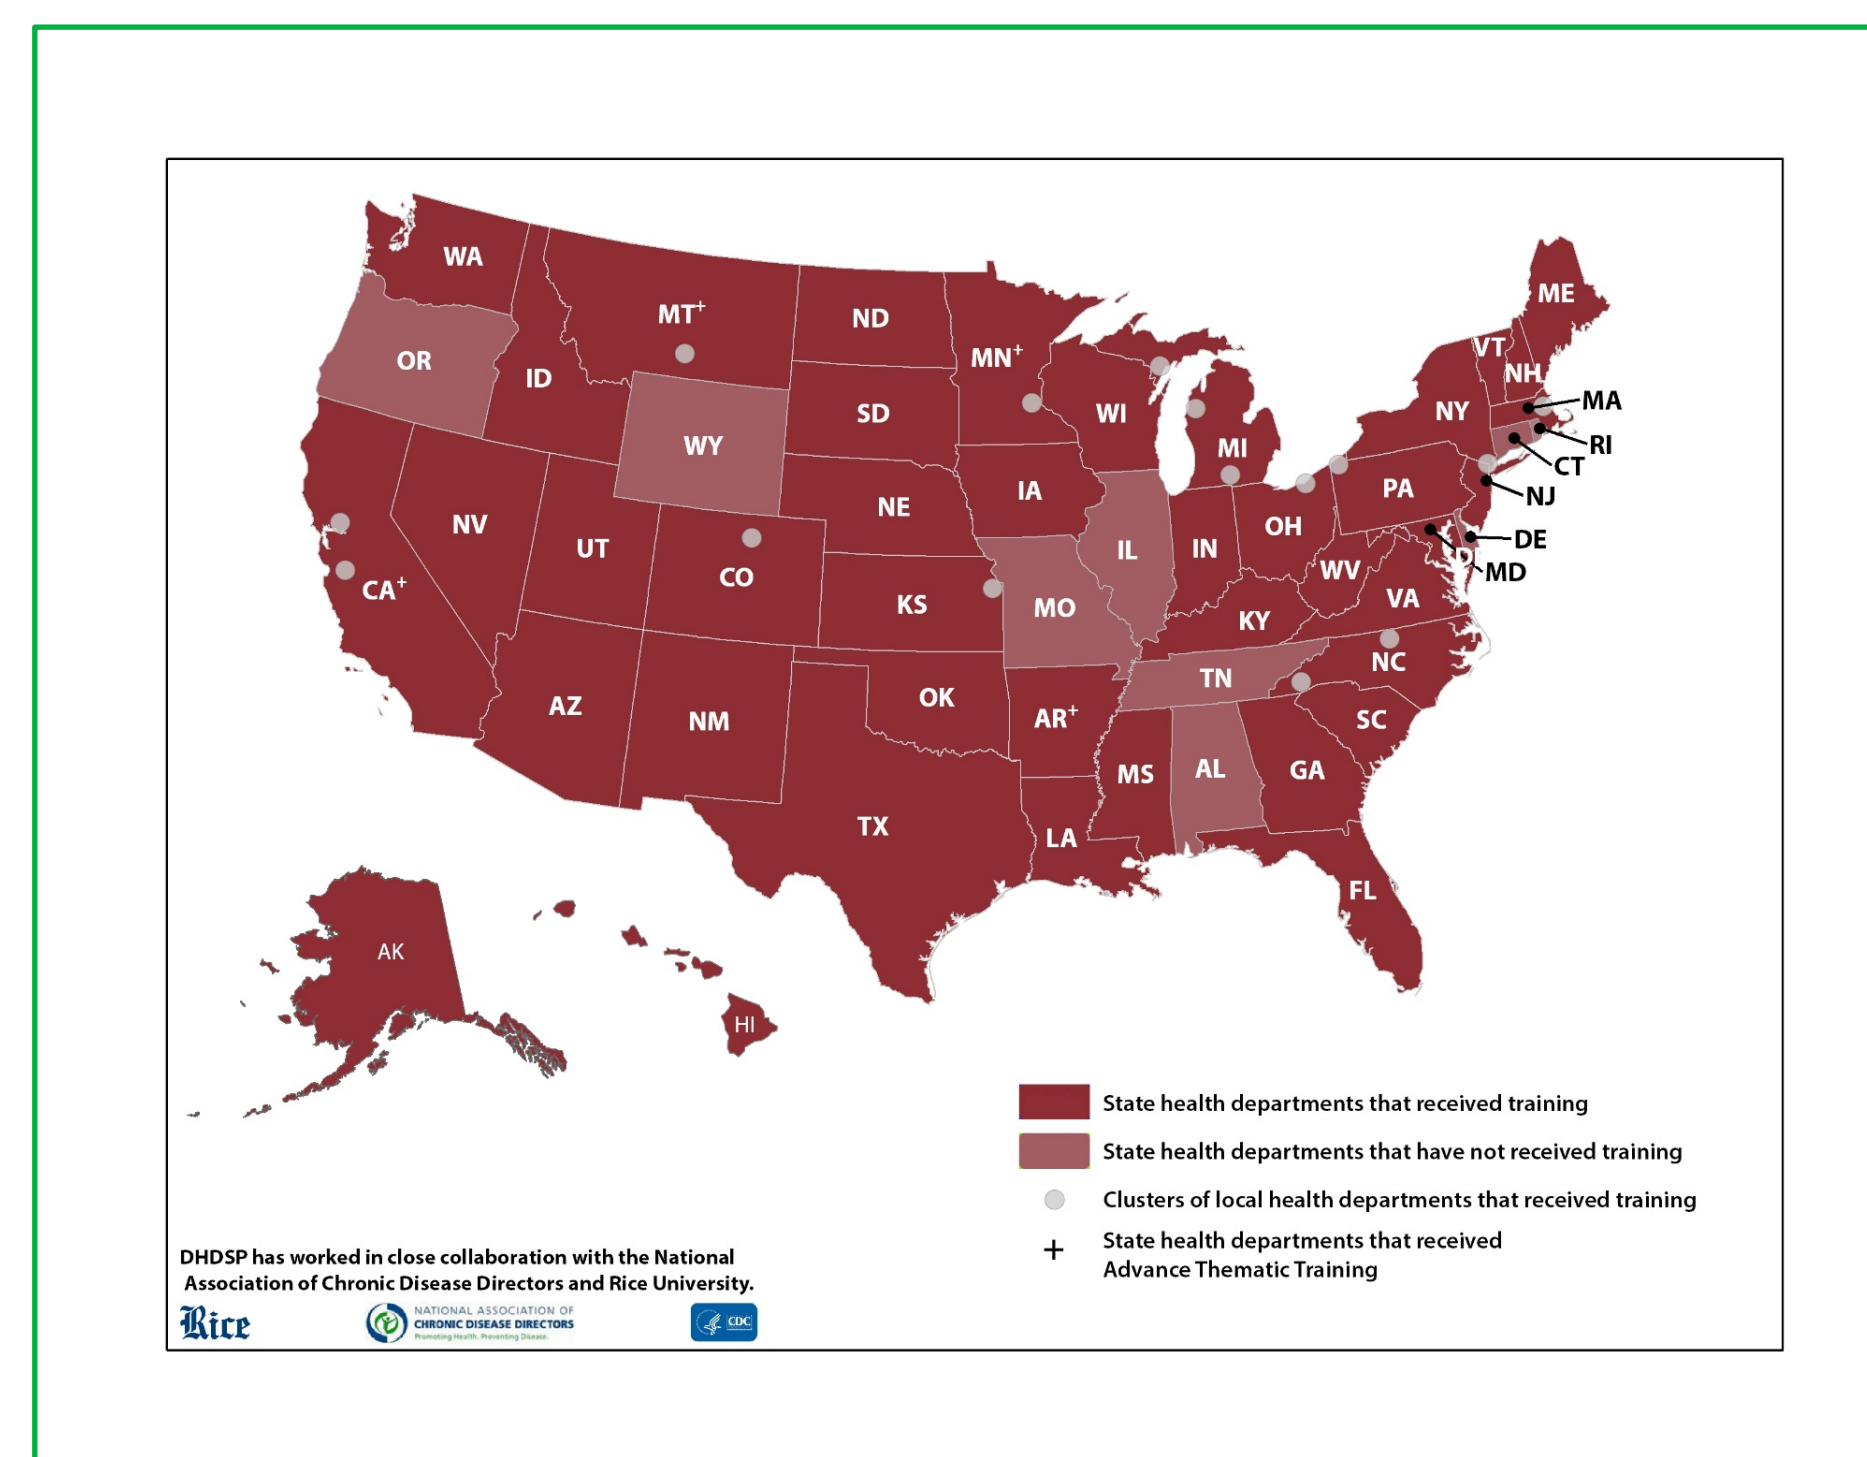 WA
ME
MT+
ND
VT
MN+
OR
NH
ID
MA
NY
SD
WI
RI
WY
MI
CT
PA
IA
NJ
NE
NV
OH
DE
UT
IL
IN
MD
WV
CO
CA+
VA
KS
MO
KY
NC
TN
OK
AZ
AR+
SC
NM
MS
AL
GA
TX
LA
FL
AK
HI
State health departments that received training
State health departments that have not received training
Clusters of local health departments that received training
+ State health departments that received
Advance Thematic Training
DHDSP has worked in close collaboration with the National
Association of Chronic Disease Directors and Rice University.
Rice
NATIONAL ASSOCIATION OF
CHRONIC DISEASE DIRECTORS
Promoting Health. Preventing Disease.
CDC